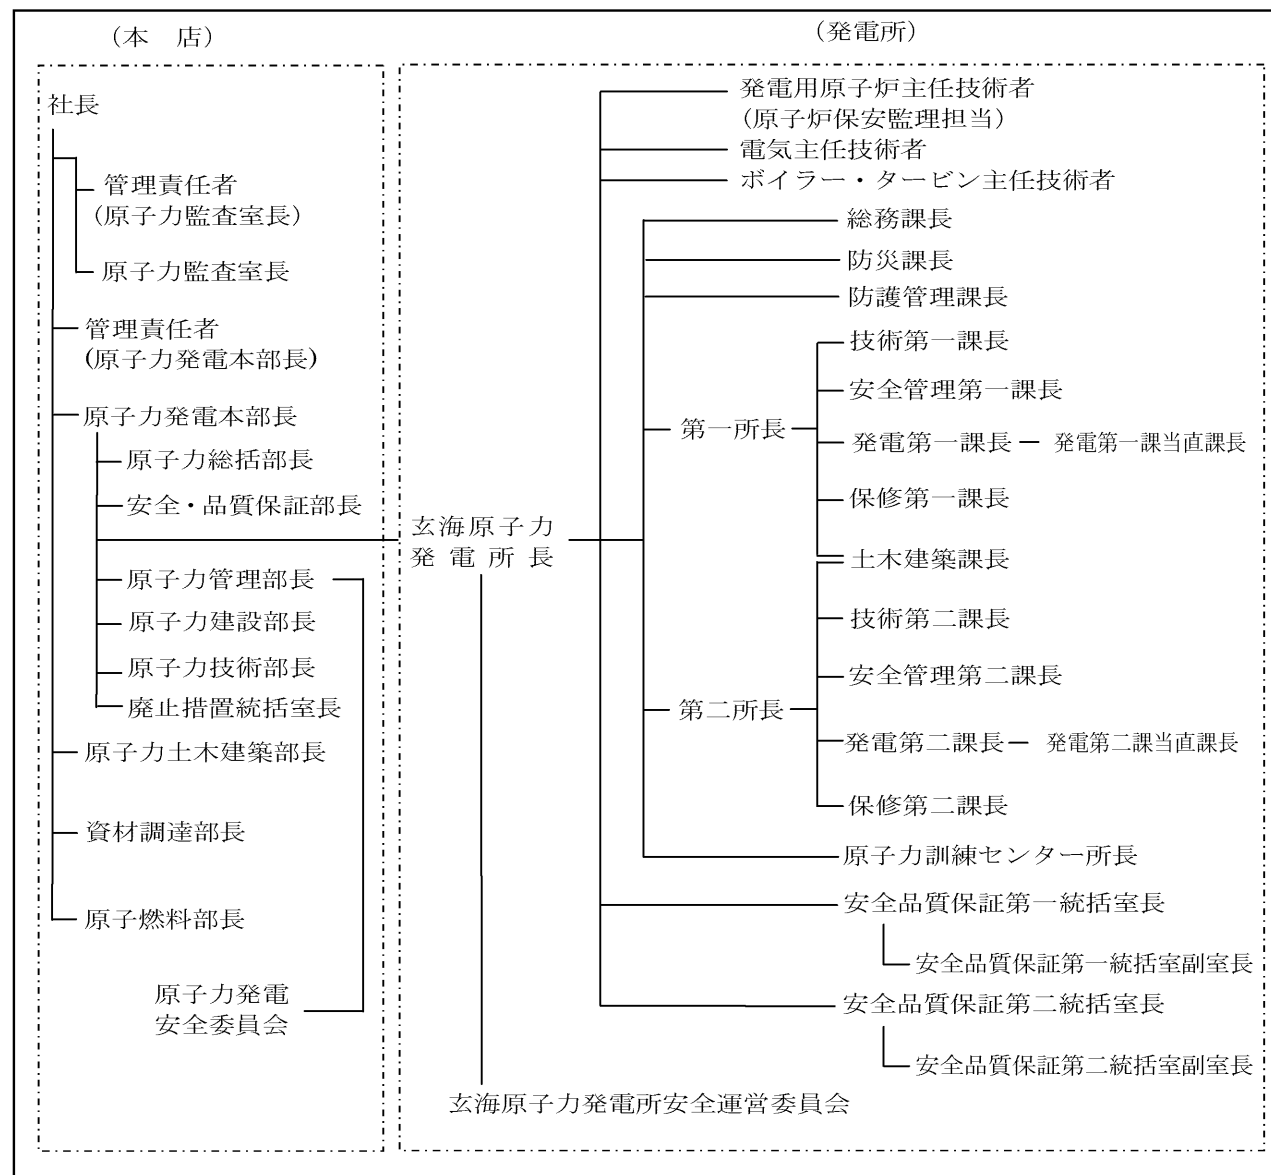 （本　店）
社長
管理責任者
（原子力監査室長）
原子力監査室長
管理責任者
(原子力発電本部長)
原子力発電本部長
原子力総括部長
安全・品質保証部長
原子力管理部長
原子力建設部長
原子力技術部長
廃止措置統括室長
原子力土木建築部長
資材調達部長
原子燃料部長
原子力発電
安全委員会
（発電所）
玄海原子力
発電所長
発電用原子炉主任技術者
（原子炉保安監理担当）
電気主任技術者
ボイラー・タービン主任技術者
総務課長
防災課長
防護管理課長
第一所長
技術第一課長
安全管理第一課長
発電第一課長 － 発電第一課当直課長
保修第一課長
土木建築課長
第二所長
技術第二課長
安全管理第二課長
発電第二課長－ 発電第二課当直課長
保修第二課長
原子力訓練センター所長
安全品質保証第一統括室長
安全品質保証第一統括室副室長
安全品質保証第二統括室長
安全品質保証第二統括室副室長
玄海原子力発電所安全運営委員会